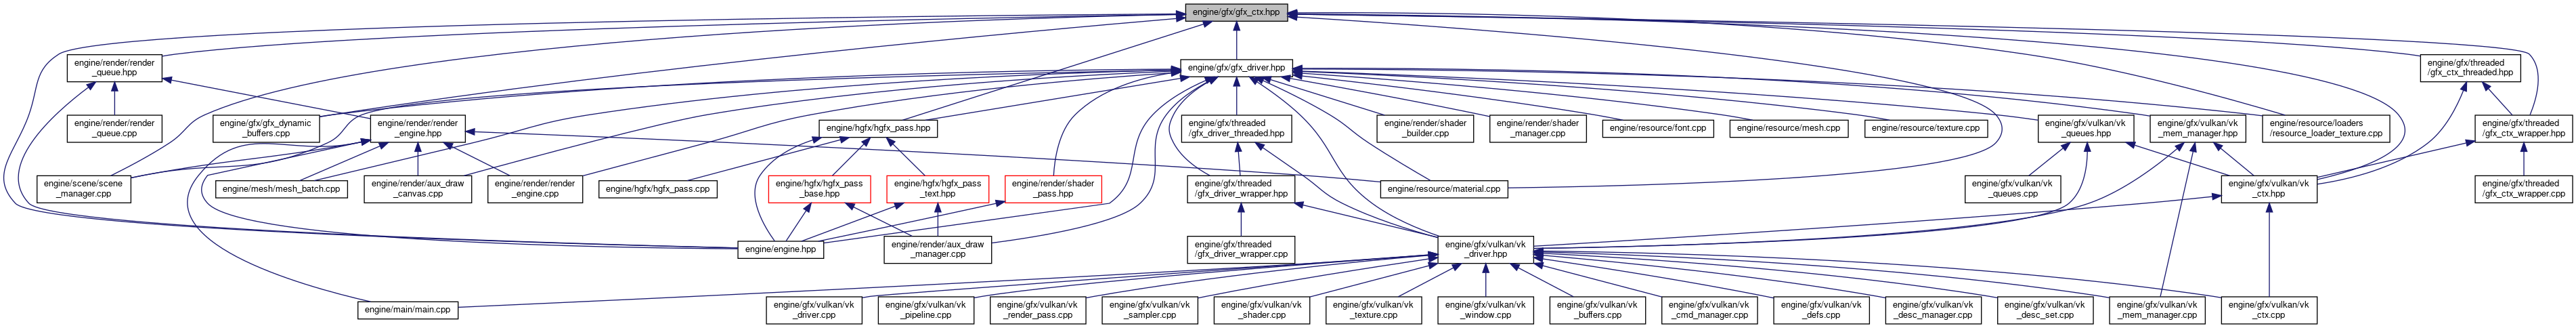 engine/gfx/gfx_ctx.hpp
engine/render/render
_queue.hpp
engine/gfx/gfx_driver.hpp
engine/gfx/threaded
/gfx_ctx_threaded.hpp
engine/render/render
_queue.cpp
engine/gfx/gfx_dynamic
_buffers.cpp
engine/render/render
_engine.hpp
engine/hgfx/hgfx_pass.hpp
engine/gfx/threaded
/gfx_driver_threaded.hpp
engine/render/shader
_builder.cpp
engine/render/shader
_manager.cpp
engine/resource/font.cpp
engine/resource/mesh.cpp
engine/resource/texture.cpp
engine/gfx/vulkan/vk
_queues.hpp
engine/gfx/vulkan/vk
_mem_manager.hpp
engine/resource/loaders
/resource_loader_texture.cpp
engine/gfx/threaded
/gfx_ctx_wrapper.hpp
engine/scene/scene
_manager.cpp
engine/mesh/mesh_batch.cpp
engine/render/aux_draw
_canvas.cpp
engine/render/render
_engine.cpp
engine/hgfx/hgfx_pass.cpp
engine/hgfx/hgfx_pass
_base.hpp
engine/hgfx/hgfx_pass
_text.hpp
engine/render/shader
_pass.hpp
engine/resource/material.cpp
engine/gfx/threaded
/gfx_driver_wrapper.hpp
engine/gfx/vulkan/vk
_queues.cpp
engine/gfx/vulkan/vk
_ctx.hpp
engine/gfx/threaded
/gfx_ctx_wrapper.cpp
engine/engine.hpp
engine/render/aux_draw
_manager.cpp
engine/gfx/threaded
/gfx_driver_wrapper.cpp
engine/gfx/vulkan/vk
_driver.hpp
engine/main/main.cpp
engine/gfx/vulkan/vk
_driver.cpp
engine/gfx/vulkan/vk
_pipeline.cpp
engine/gfx/vulkan/vk
_render_pass.cpp
engine/gfx/vulkan/vk
_sampler.cpp
engine/gfx/vulkan/vk
_shader.cpp
engine/gfx/vulkan/vk
_texture.cpp
engine/gfx/vulkan/vk
_window.cpp
engine/gfx/vulkan/vk
_buffers.cpp
engine/gfx/vulkan/vk
_cmd_manager.cpp
engine/gfx/vulkan/vk
_defs.cpp
engine/gfx/vulkan/vk
_desc_manager.cpp
engine/gfx/vulkan/vk
_desc_set.cpp
engine/gfx/vulkan/vk
_mem_manager.cpp
engine/gfx/vulkan/vk
_ctx.cpp